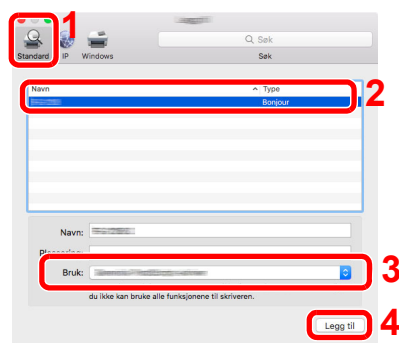 1
Standard IP Windows
Søk
Søk
Navn
Type
Bonjour
2
Navn:
Plassering:
Bruk:
3
du ikke kan bruke alle funksjonene til skriveren.
Legg til
4